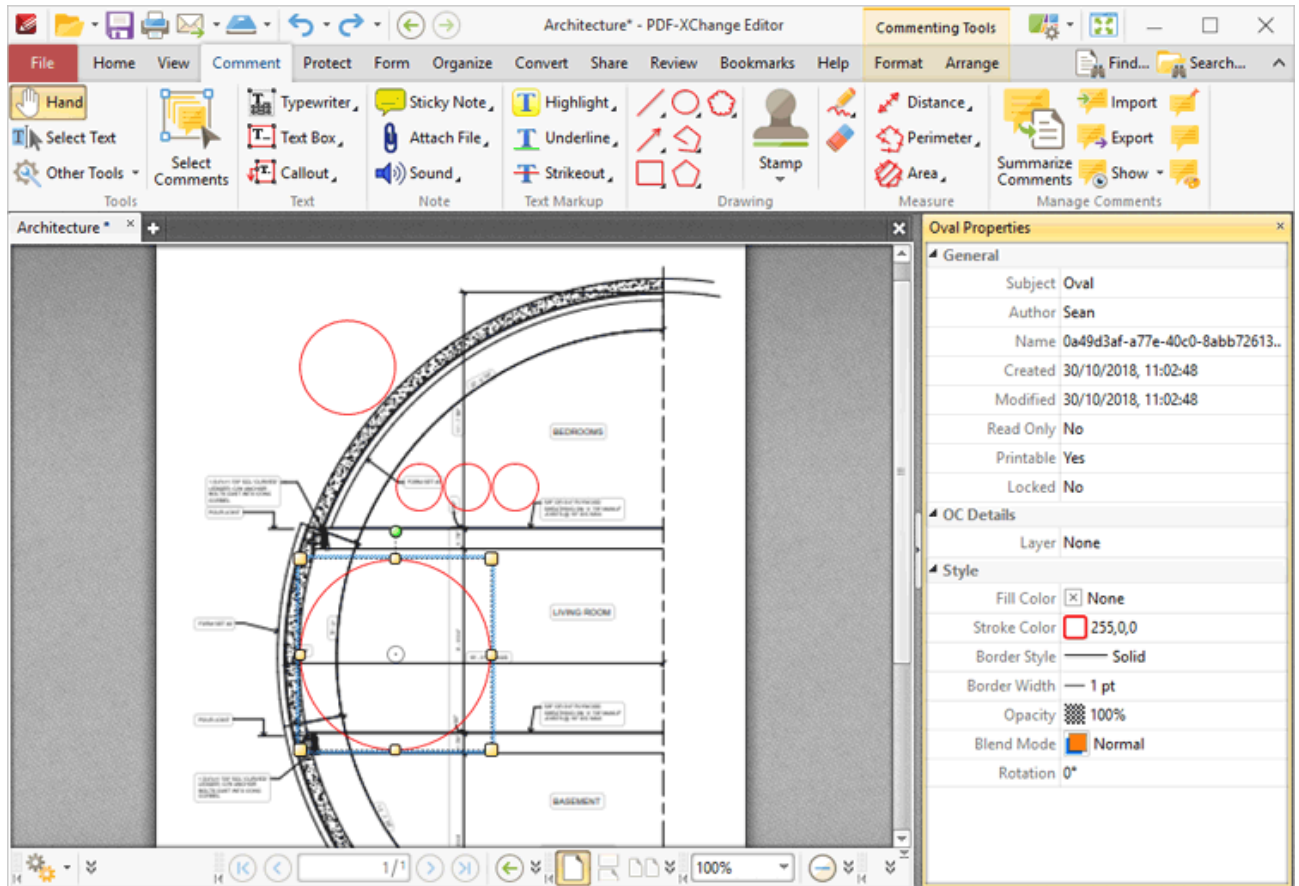 Architecture* - PDF-XChange Editor
Commenting Tools
File Home View Comment Protect Form Organize Convert Share Review Bookmarks Help Format Arrange Find... Search...
Hand
Select Text
Other Tools
Tools
Select
Comments
Typewriter
Text Box
Callout
Text
Sticky Note
Attach File
Sound
Note
Highlight
Underline
Strikeout
Text Markup
Stamp
Drawing
Distance
Perimeter
Area
Measure
Summarize
Comments
Import
Export
Show
Manage Comments
Architecture *
BEDROOMS
LIVING ROOM
BASEMENT
Oval Properties
General
Subject Oval
Author Sean
Name 0a49d3af-a77e-40c0-8abb72613..
Created 30/10/2018, 11:02:48
Modified 30/10/2018, 11:02:48
Read Only No
Printable Yes
Locked No
OC Details
Layer None
Style
Fill Color None
Stroke Color 255,0,0
Border Style Solid
Border Width 1 pt
Opacity 100%
Blend Mode Normal
Rotation 0°
1/1
100%